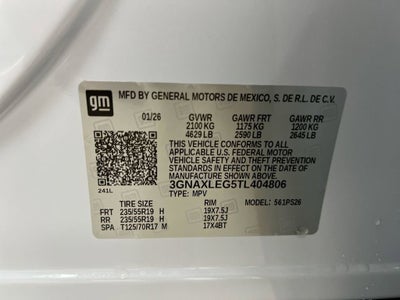 gm
MFD BY GENERAL MOTORS DE MEXICO, S. DE R.L. DE C.V.
01/26 GVWR GAWR FRT GAWR RR
2100 KG 1175 KG 1200 KG
4629 LB 2590 LB 2645 LB
THIS VEHICLE CONFORMS TO ALL
APPLICABLE U.S. FEDERAL MOTOR
VEHICLE SAFETY, BUMPER, AND THEFT
PREVENTION STANDARDS IN EFFECT
ON THE DATE OF MANUFACTURE
SHOWN ABOVE.
3GNAXLEG5TL404806
241L TYPE: MPV MODEL: 561PS26
TIRE SIZE RIM
FRT 235/55R19 H 19X7.5J
RR 235/55R19 H 19X7.5J
SPA T125/70R17 M 17X4BT